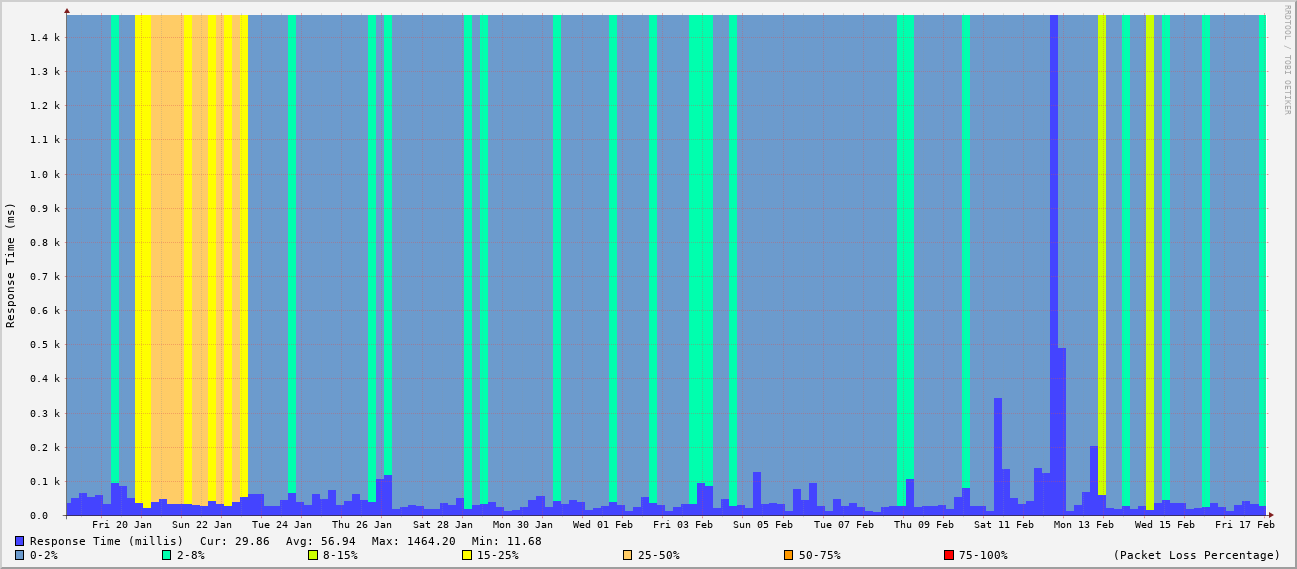 RRDTOOL / TOBI OETIKER
Response Time (ms)
1.4 k
1.3 k
1.2 k
1.1 k
1.0 k
0.9 k
0.8 k
0.7 k
0.6 k
0.5 k
0.4 k
0.3 k
0.2 k
0.1 k
0.0
Fri 20 Jan Sun 22 Jan Tue 24 Jan Thu 26 Jan Sat 28 Jan Mon 30 Jan Wed 01 Feb Fri 03 Feb Sun 05 Feb Tue 07 Feb Thu 09 Feb Sat 11 Feb Mon 13 Feb Wed 15 Feb Fri 17 Feb
Response Time (millis) Cur: 29.86 Avg: 56.94 Max: 1464.20 Min: 11.68
0-2% 2-8% 8-15% 15-25% 25-50% 50-75% 75-100% (Packet Loss Percentage)